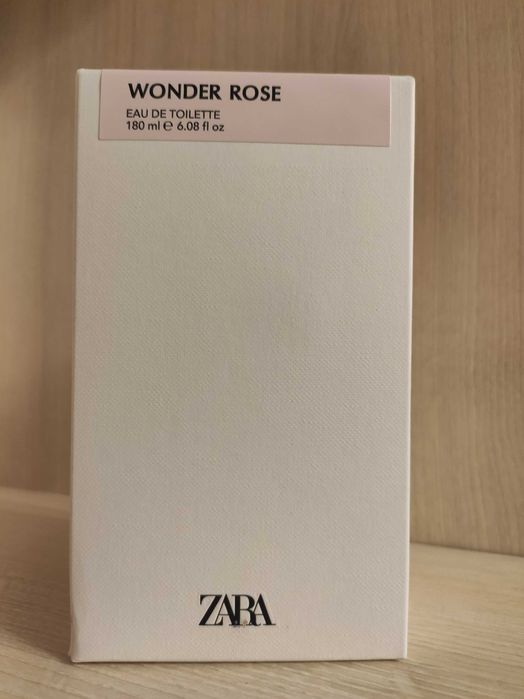 WONDER ROSE
EAU DE TOILETTE
180 ml ℮ 6.08 fl oz
ZARA